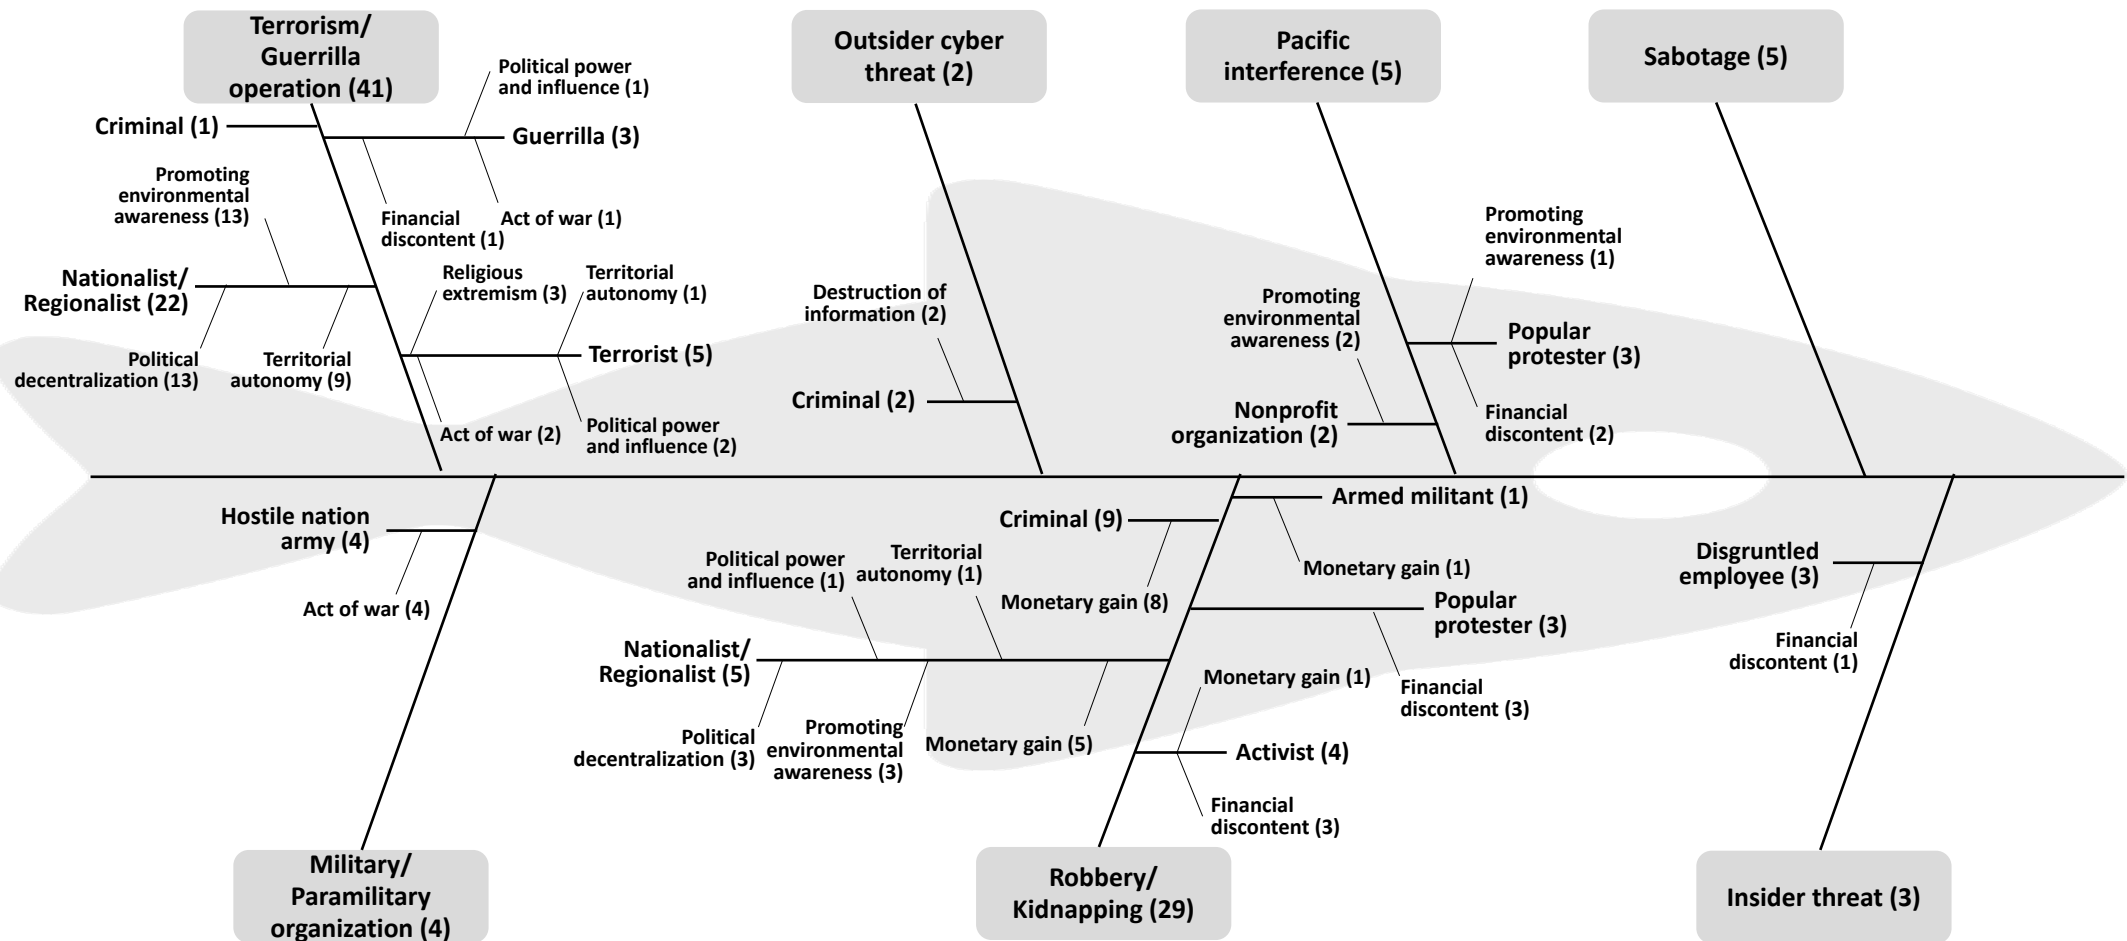 Terrorism/
Guerrilla
operation (41)
Outsider cyber
threat (2)
Pacific
interference (5)
Sabotage (5)
Criminal (1)
Political power
and influence (1)
Guerrilla (3)
Financial
discontent (1)
Act of war (1)
Promoting
environmental
awareness (13)
Nationalist/
Regionalist (22)
Political
decentralization (13)
Territorial
autonomy (9)
Religious
extremism (3)
Territorial
autonomy (1)
Terrorist (5)
Act of war (2)
Political power
and influence (2)
Destruction of
information (2)
Criminal (2)
Promoting
environmental
awareness (1)
Popular
protester (3)
Financial
discontent (2)
Promoting
environmental
awareness (2)
Nonprofit
organization (2)
Hostile nation
army (4)
Act of war (4)
Military/
Paramilitary
organization (4)
Armed militant (1)
Monetary gain (1)
Criminal (9)
Monetary gain (8)
Popular
protester (3)
Financial
discontent (3)
Political power
and influence (1)
Territorial
autonomy (1)
Nationalist/
Regionalist (5)
Political
decentralization (3)
Promoting
environmental
awareness (3)
Monetary gain (5)
Monetary gain (1)
Activist (4)
Financial
discontent (3)
Robbery/
Kidnapping (29)
Disgruntled
employee (3)
Financial
discontent (1)
Insider threat (3)